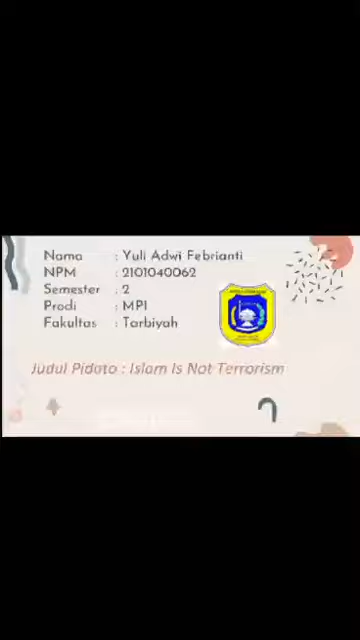 Nama : Yuli Adwi Febrianti
NPM : 2101040062
Semester : 2
Prodi : MPI
Fakultas : Tarbiyah
Judul Pidato : Islam Is Not Terrorism